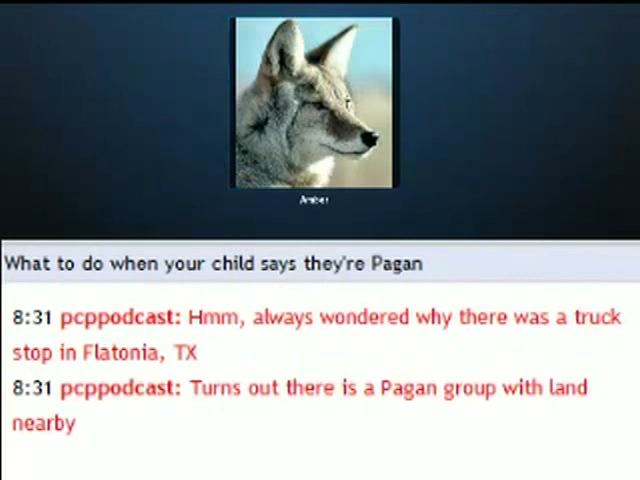 Amber
What to do when your child says they're Pagan
8:31 pcppodcast: Hmm, always wondered why there was a truck
stop in Flatonia, TX
8:31 pcppodcast: Turns out there is a Pagan group with land
nearby